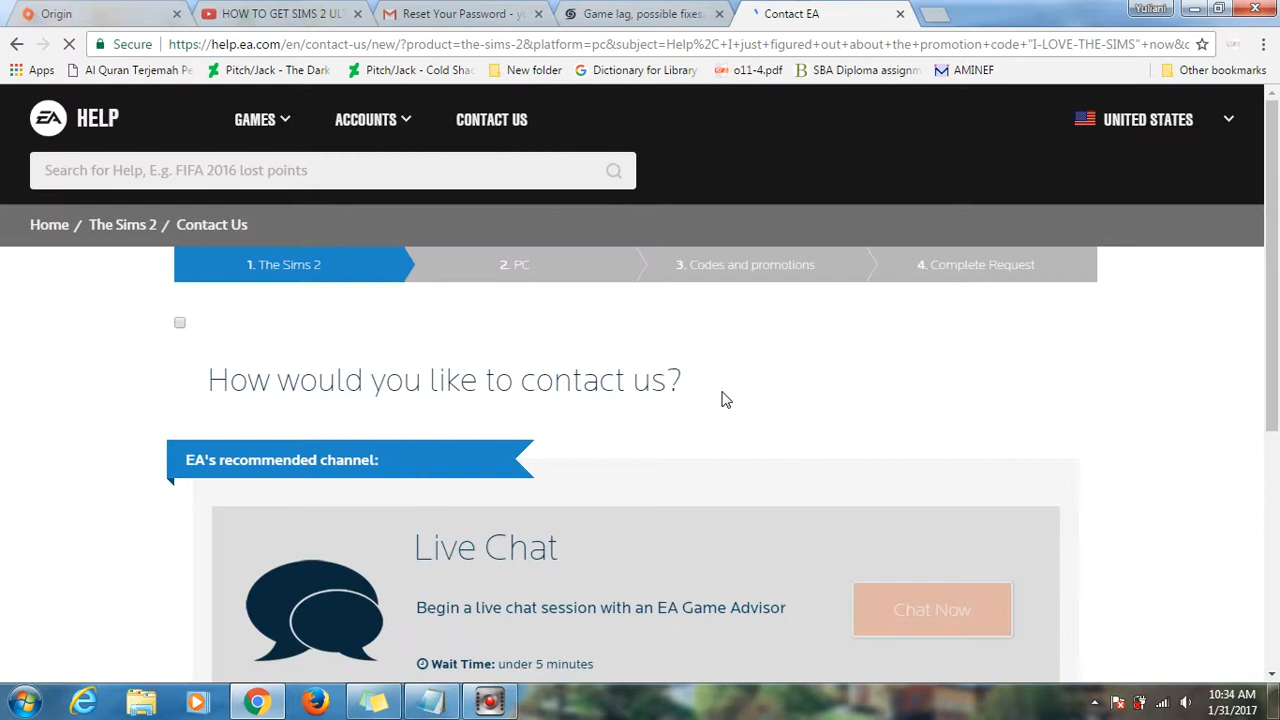 Origin
HOW TO GET SIMS 2 ULT
Reset Your Password - yu
Game lag, possible fixes
Contact EA
Yuliani
Secure
https://help.ea.com/en/contact-us/new/?product=the-sims-2&platform=pc&subject=Help%2C+I+just+figured+out+about+the+promotion+code+"I-LOVE-THE-SIMS"+now&c
Apps
Al Quran Terjemah Pe
Pitch/Jack - The Dark
Pitch/Jack - Cold Sha
New folder
Dictionary for Library
o11-4.pdf
SBA Diploma assignm
AMINEF
Other bookmarks
EA HELP
GAMES
ACCOUNTS
CONTACT US
UNITED STATES
Search for Help, E.g. FIFA 2016 lost points
Home / The Sims 2 / Contact Us
1. The Sims 2
2. PC
3. Codes and promotions
4. Complete Request
How would you like to contact us?
EA's recommended channel:
Live Chat
Begin a live chat session with an EA Game Advisor
Chat Now
Wait Time: under 5 minutes
10:34 AM
1/31/2017